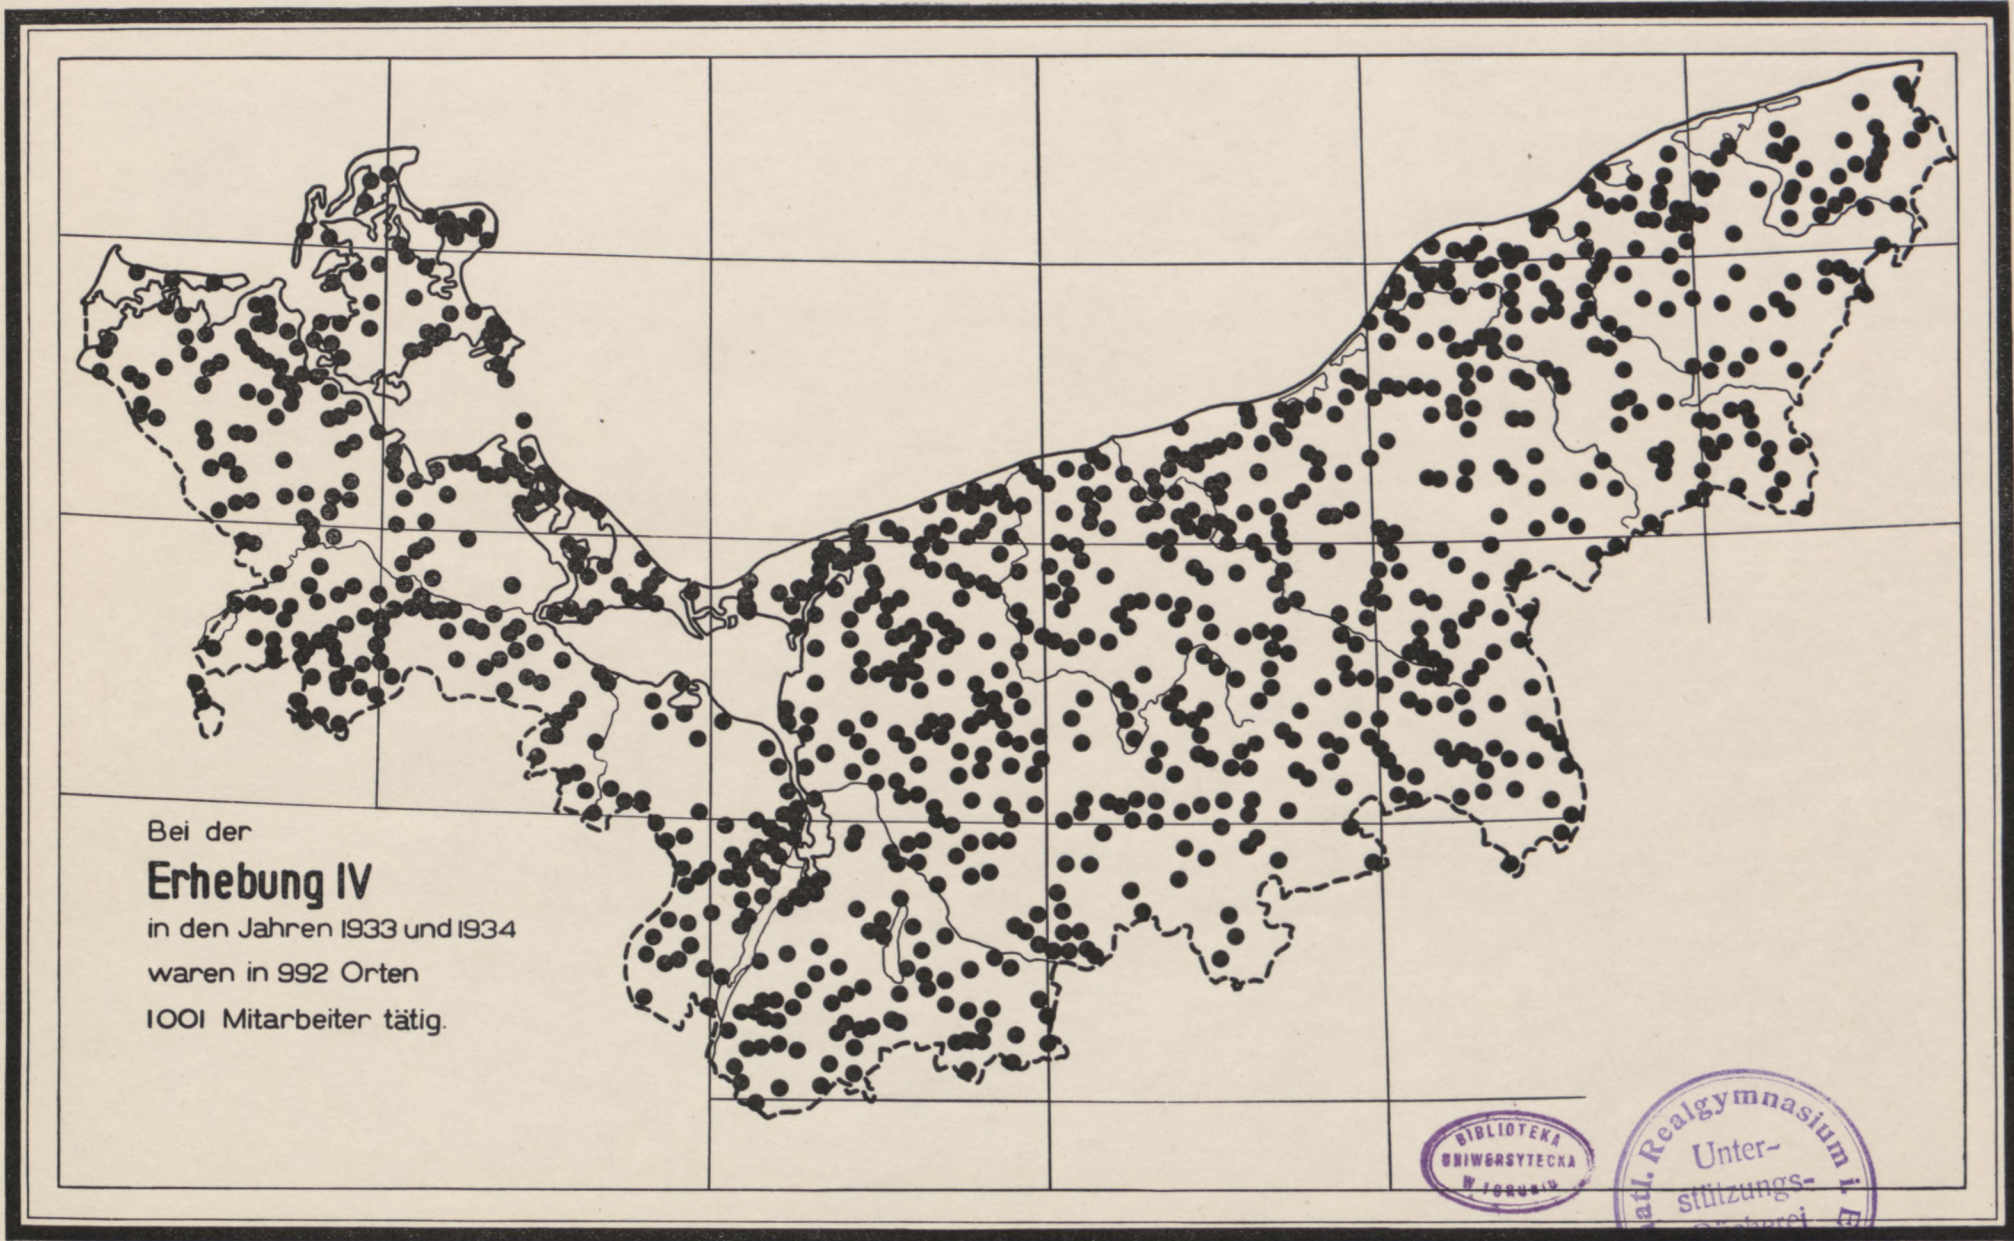 Bei der
Erhebung IV
in den Jahren 1933 und 1934
waren in 992 Orten
1001 Mitarbeiter tätig.
BIBLIOTEKA
UNIWERSYTECKA
W TORUNIU
Realgymnasium i. E
Unter-
stützungs-